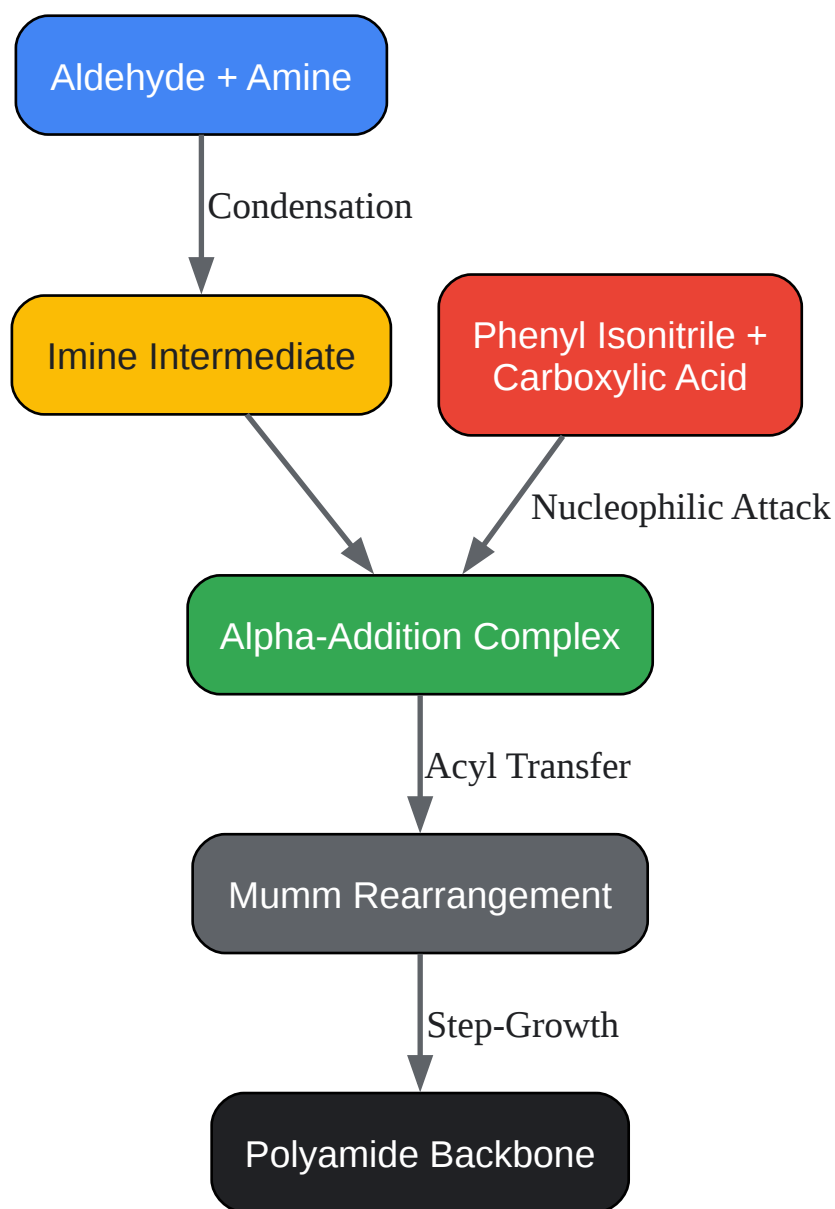 Aldehyde + Amine
Condensation
Imine Intermediate
Phenyl Isonitrile +
Carboxylic Acid
Nucleophilic Attack
Alpha-Addition Complex
Acyl Transfer
Mumm Rearrangement
Step-Growth
Polyamide Backbone